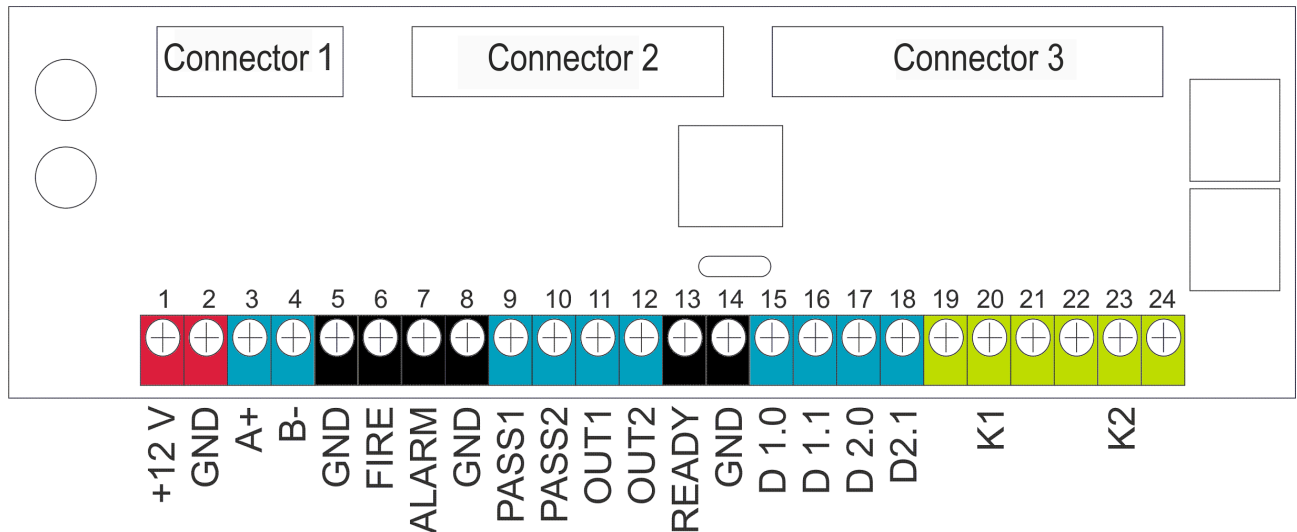 Connector 1 Connector 2 Connector 3
1 2 3 4 5 6 7 8 9 10 11 12 13 14 15 16 17 18 19 20 21 22 23 24
+12 V
GND
A+
B-
GND
FIRE
ALARM
GND
PASS1
PASS2
OUT1
OUT2
READY
GND
D 1.0
D 1.1
D 2.0
D2.1
K1
K2